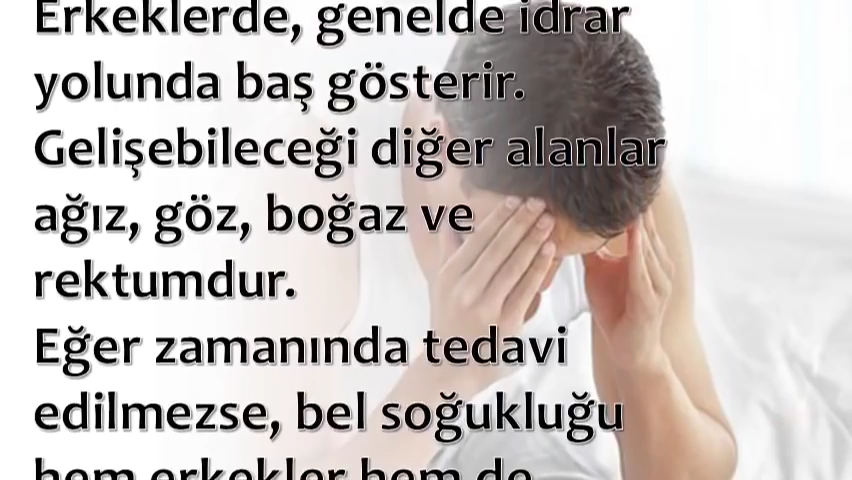 Erkeklerde, genelde idrar
yolunda baş gösterir.
Gelişebileceği diğer alanlar
ağız, göz, boğaz ve
rektumdur.
Eğer zamanında tedavi
edilmezse, bel soğukluğu
hem erkekler hem de